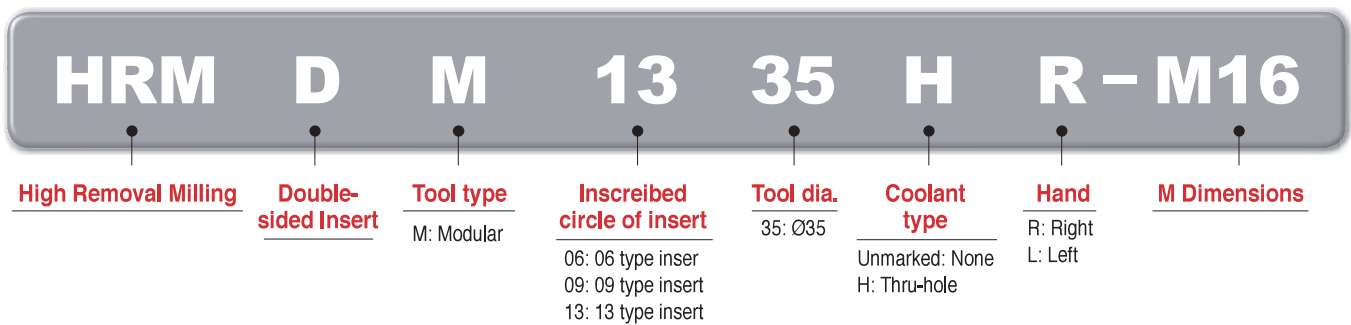 HRM D M 13 35 H R – M16
High Removal Milling
Double-
sided Insert
Tool type
M: Modular
Inscreibed
circle of insert
06: 06 type inser
09: 09 type insert
13: 13 type insert
Tool dia.
35: Ø35
Coolant
type
Unmarked: None
H: Thru-hole
Hand
R: Right
L: Left
M Dimensions